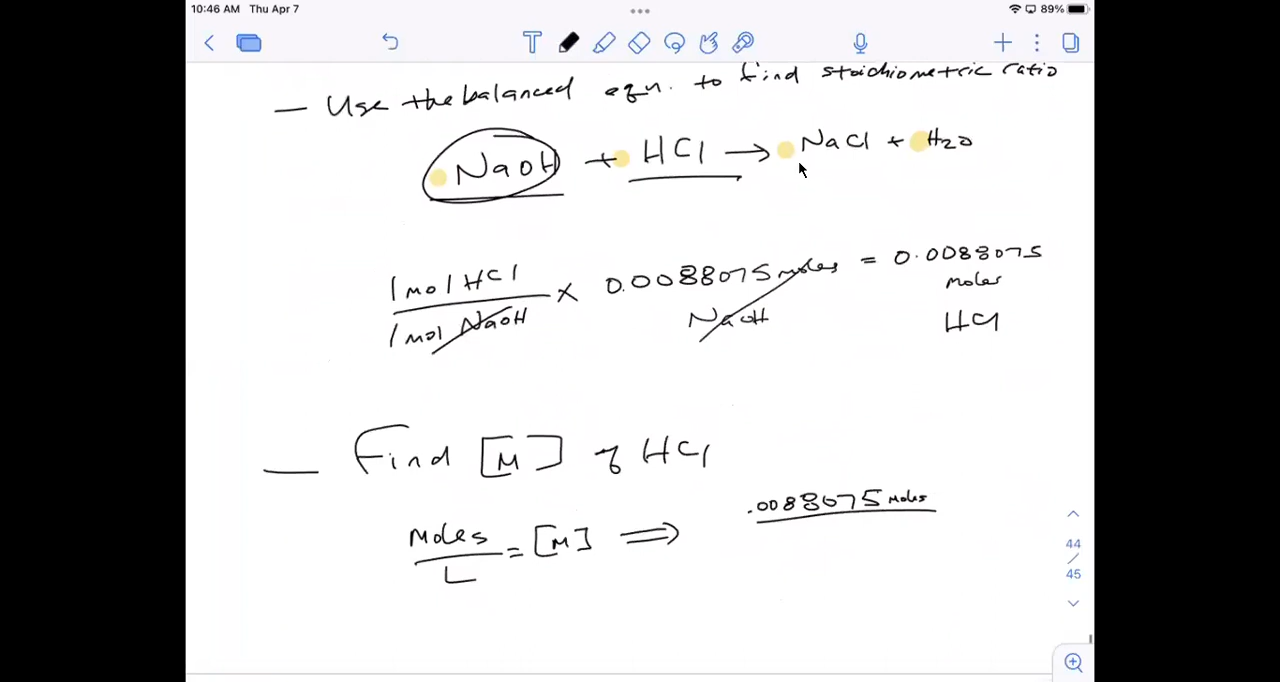 10:46 AM Thu Apr 7
89%
T
— Use the balanced eqn. to find stoichiometric ratio
NaOH + HCl → NaCl + H2O
1 mol HCl
1 mol NaOH
× 0.0088075 moles
NaOH
= 0.0088075
moles
HCl
— Find [M] of HCl
.0088075 moles
Moles
L
= [M] ⟹
44
/
45